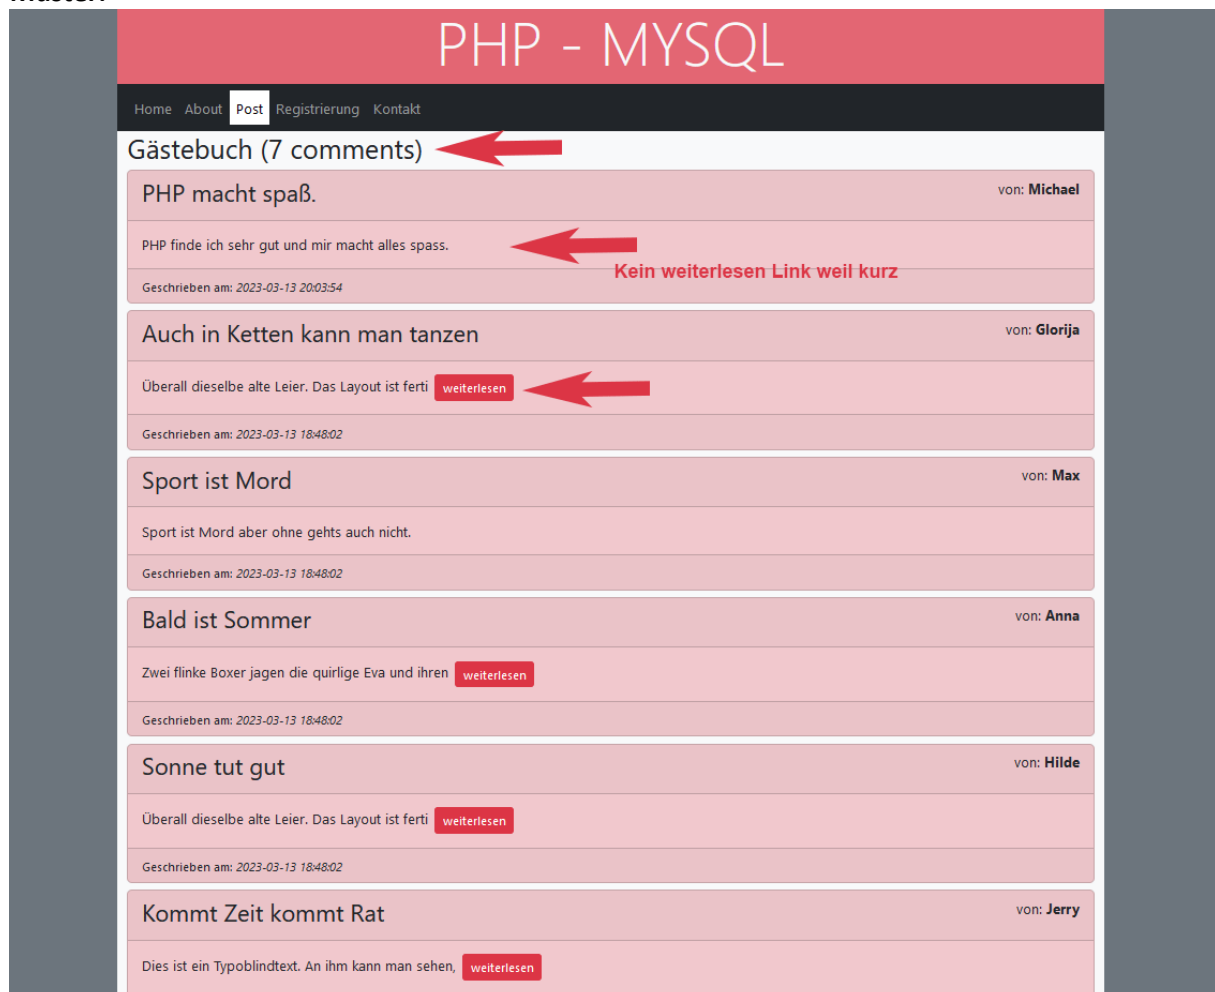 PHP - MYSQL
Home About Post Registrierung Kontakt
Gästebuch (7 comments)
PHP macht spaß. von: Michael
PHP finde ich sehr gut und mir macht alles spass.
Kein weiterlesen Link weil kurz
Geschrieben am: 2023-03-13 20:03:54
Auch in Ketten kann man tanzen von: Glorija
Überall dieselbe alte Leier. Das Layout ist ferti weiterlesen
Geschrieben am: 2023-03-13 18:48:02
Sport ist Mord von: Max
Sport ist Mord aber ohne gehts auch nicht.
Geschrieben am: 2023-03-13 18:48:02
Bald ist Sommer von: Anna
Zwei flinke Boxer jagen die quirlige Eva und ihren weiterlesen
Geschrieben am: 2023-03-13 18:48:02
Sonne tut gut von: Hilde
Überall dieselbe alte Leier. Das Layout ist ferti weiterlesen
Geschrieben am: 2023-03-13 18:48:02
Kommt Zeit kommt Rat von: Jerry
Dies ist ein Typoblindtext. An ihm kann man sehen, weiterlesen